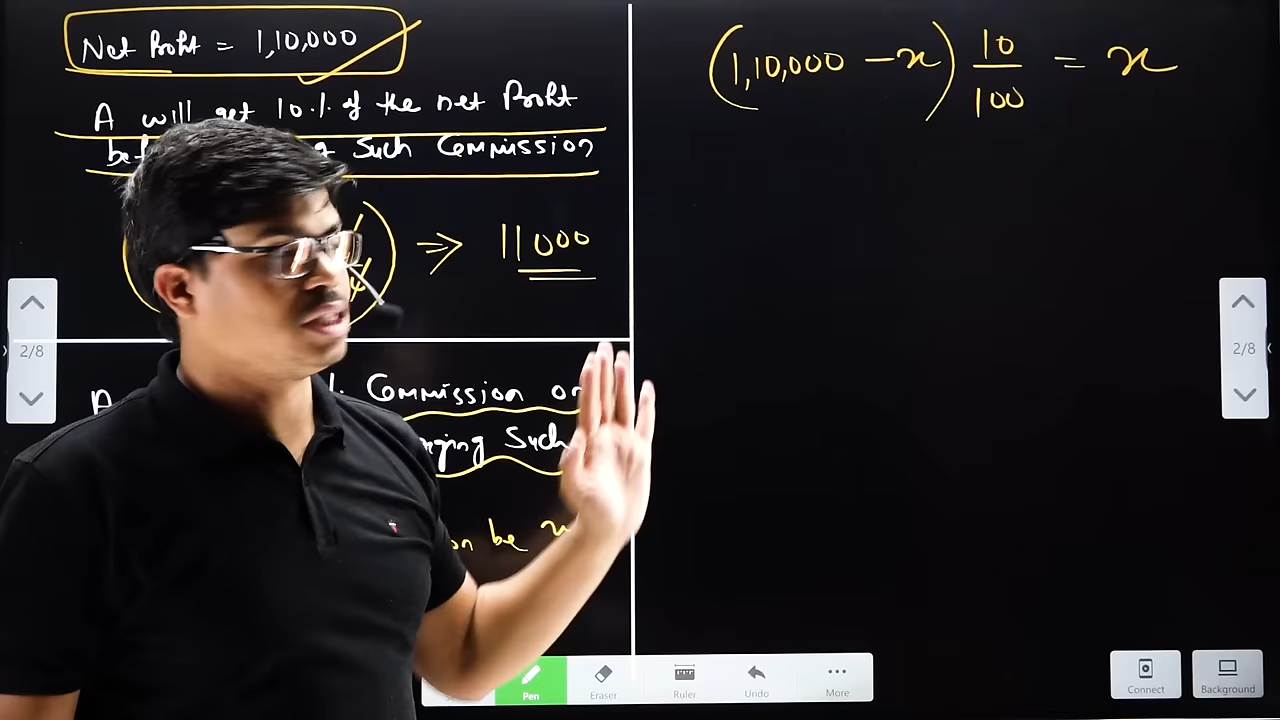 Net Profit = 1,10,000
A will get 10% of the net Profit
Such Commission
⇒ 11000
A Commission on
Such
on be x
(1,10,000 - x) 10/100 = x
2/8
2/8
Pen
Eraser
Ruler
Undo
More
Connect
Background